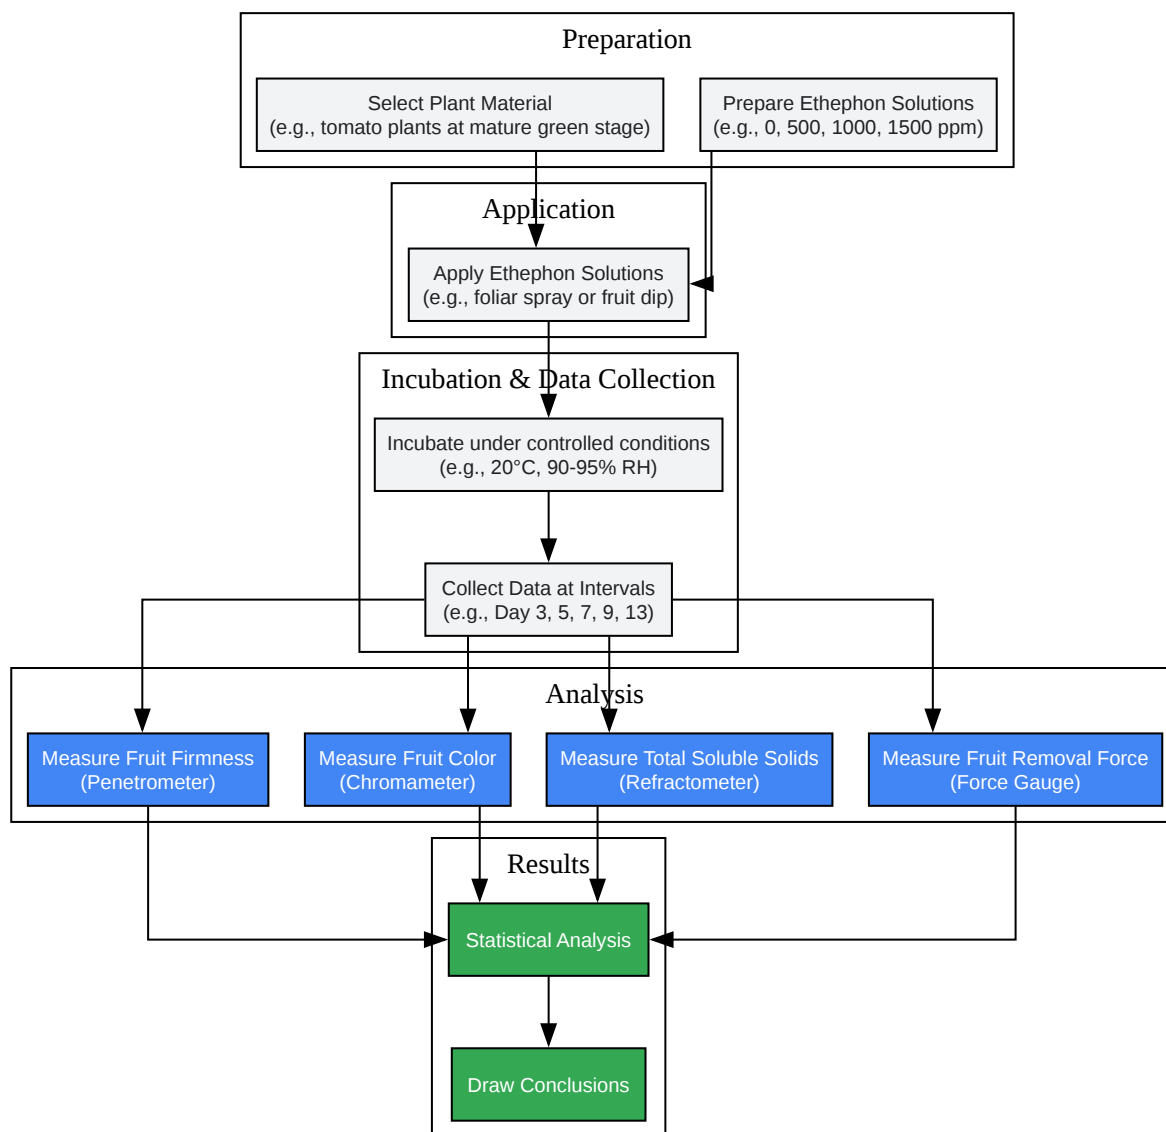 Preparation
Select Plant Material
(e.g., tomato plants at mature green stage)
Prepare Ethephon Solutions
(e.g., 0, 500, 1000, 1500 ppm)
Application
Apply Ethephon Solutions
(e.g., foliar spray or fruit dip)
Incubation & Data Collection
Incubate under controlled conditions
(e.g., 20°C, 90-95% RH)
Collect Data at Intervals
(e.g., Day 3, 5, 7, 9, 13)
Analysis
Measure Fruit Firmness
(Penetrometer)
Measure Fruit Color
(Chromameter)
Measure Total Soluble Solids
(Refractometer)
Measure Fruit Removal Force
(Force Gauge)
Results
Statistical Analysis
Draw Conclusions